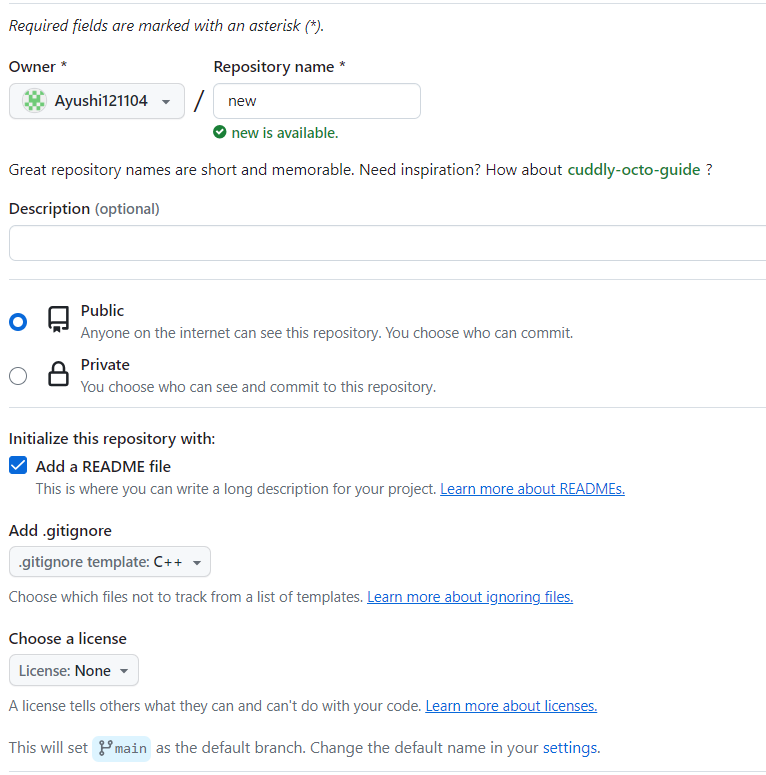 Required fields are marked with an asterisk (*).
Owner * Repository name *
Ayushi121104 / new
new is available.
Great repository names are short and memorable. Need inspiration? How about cuddly-octo-guide ?
Description (optional)
Public
Anyone on the internet can see this repository. You choose who can commit.
Private
You choose who can see and commit to this repository.
Initialize this repository with:
Add a README file
This is where you can write a long description for your project. Learn more about READMEs.
Add .gitignore
.gitignore template: C++
Choose which files not to track from a list of templates. Learn more about ignoring files.
Choose a license
License: None
A license tells others what they can and can't do with your code. Learn more about licenses.
This will set main as the default branch. Change the default name in your settings.